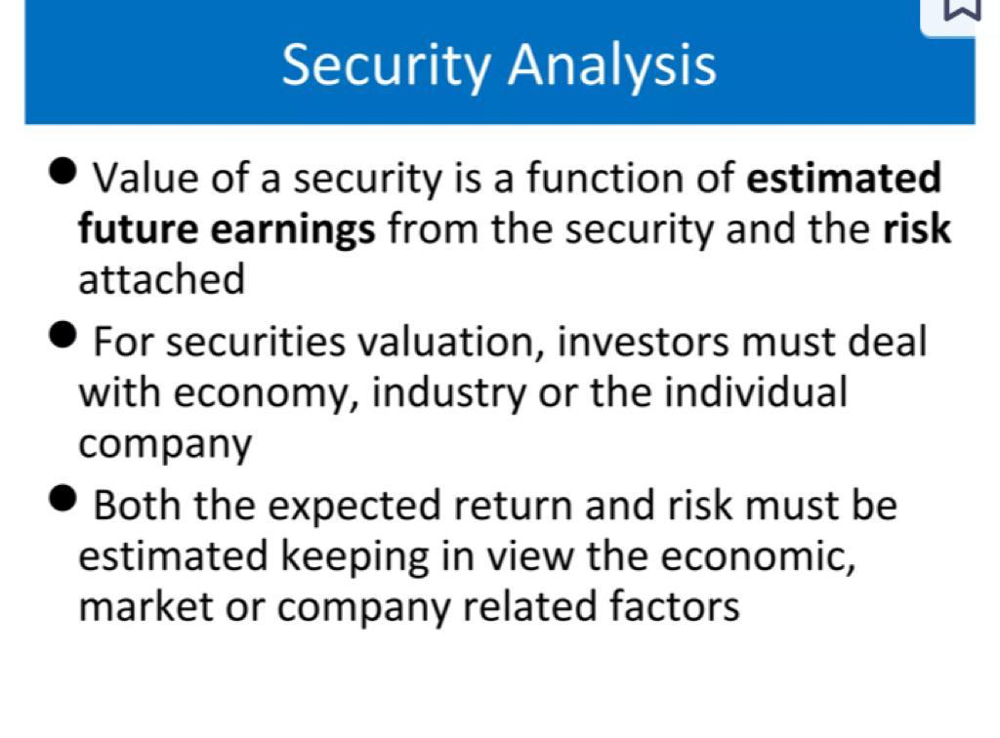 Security Analysis
● Value of a security is a function of estimated
future earnings from the security and the risk
attached
● For securities valuation, investors must deal
with economy, industry or the individual
company
● Both the expected return and risk must be
estimated keeping in view the economic,
market or company related factors